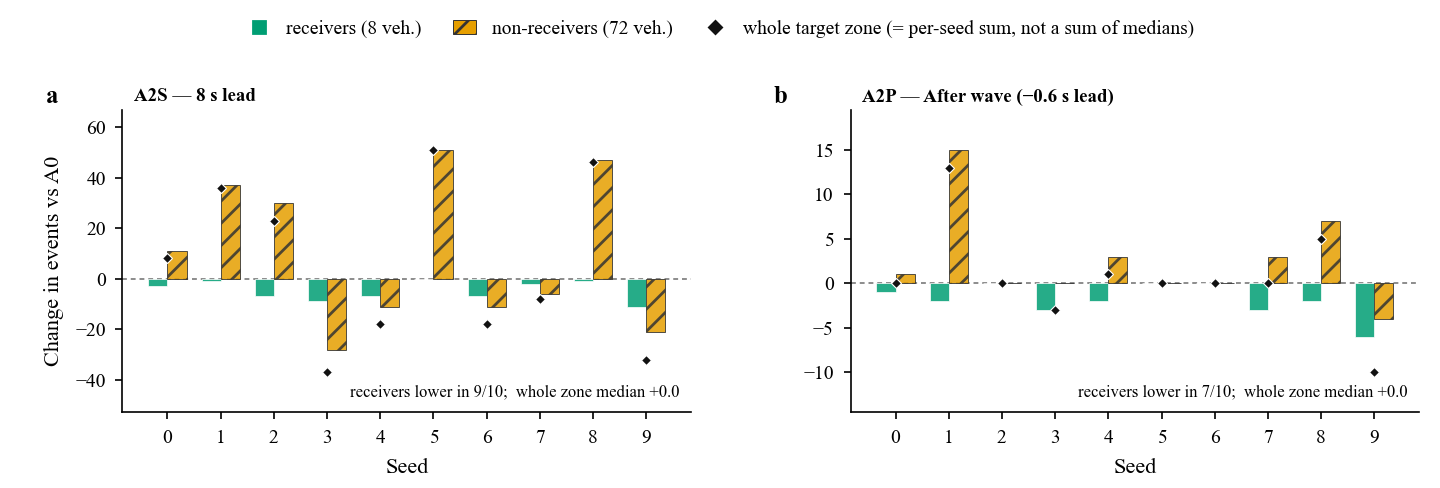 receivers (8 veh.) non-receivers (72 veh.) whole target zone (= per-seed sum, not a sum of medians)
a A2S — 8 s lead
Change in events vs A0
60
40
20
0
−20
−40
receivers lower in 9/10; whole zone median +0.0
0 1 2 3 4 5 6 7 8 9
Seed
b A2P — After wave (−0.6 s lead)
15
10
5
0
−5
−10
receivers lower in 7/10; whole zone median +0.0
0 1 2 3 4 5 6 7 8 9
Seed